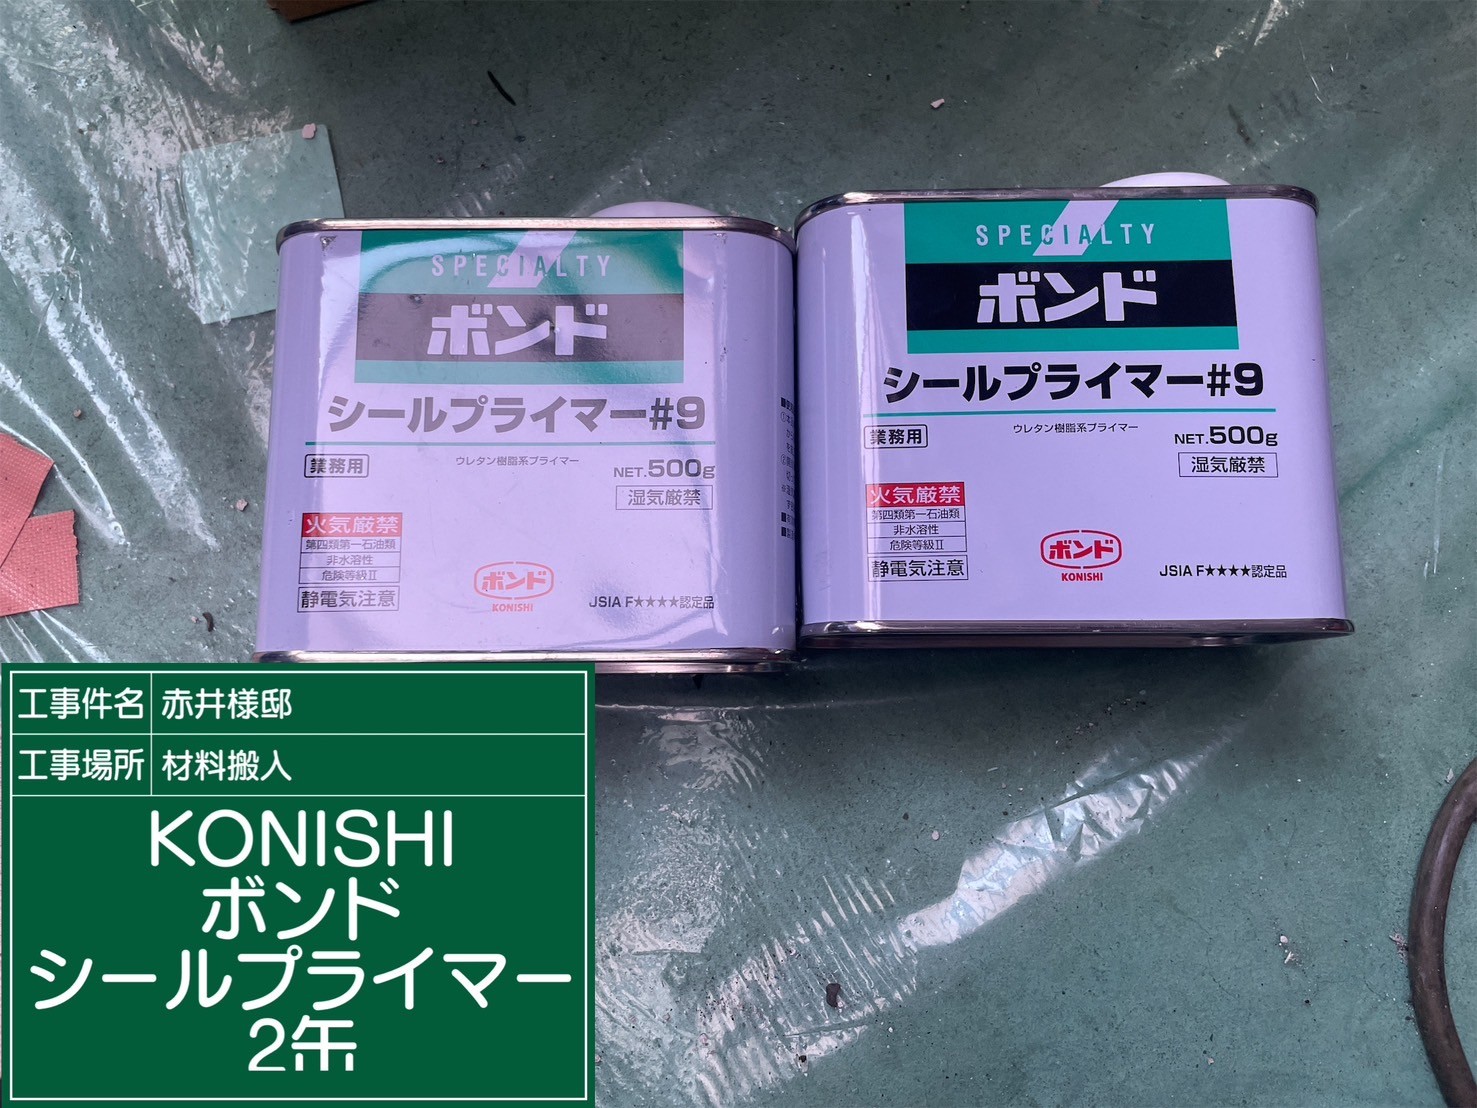 SPECIALTY
ボンド
シールプライマー#9
ウレタン樹脂系プライマー
業務用
NET.500g
湿気厳禁
火気厳禁
第四類第一石油類
非水溶性
危険等級Ⅱ
静電気注意
ボンド
KONISHI
JSIA F★★★★認定品
SPECIALTY
ボンド
シールプライマー#9
ウレタン樹脂系プライマー
業務用
NET.500g
湿気厳禁
火気厳禁
第四類第一石油類
非水溶性
危険等級Ⅱ
静電気注意
ボンド
KONISHI
JSIA F★★★★認定品
工事件名 赤井様邸
工事場所 材料搬入
KONISHI
ボンド
シールプライマー
2缶